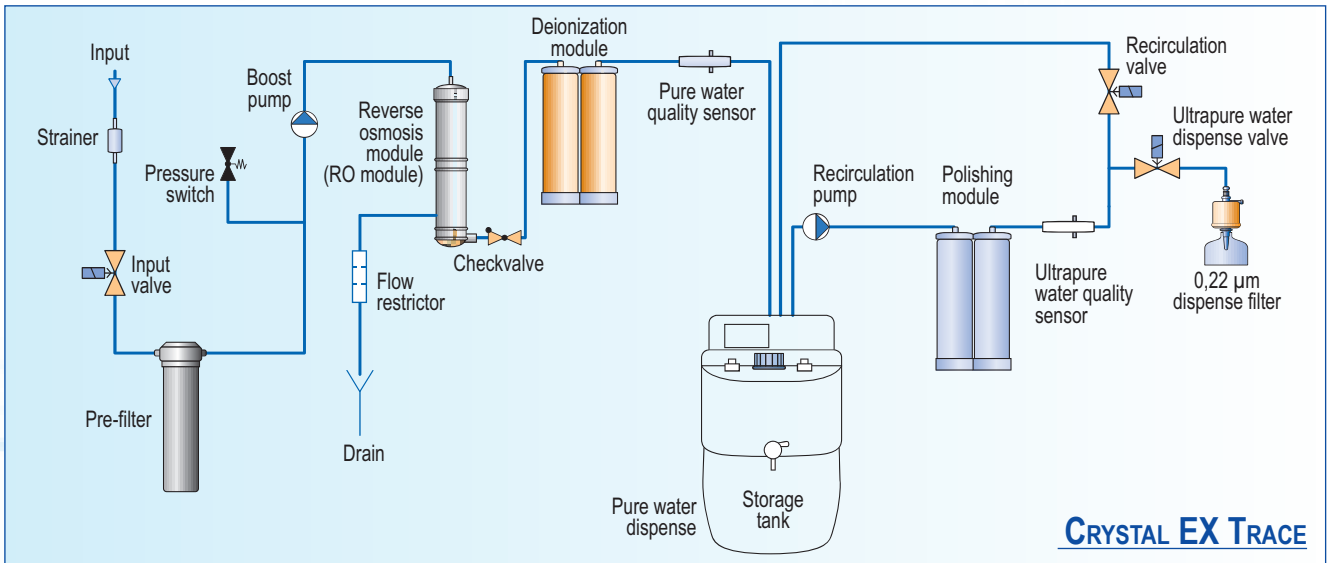 Input
Strainer
Pressure
switch
Input
valve
Pre-filter
Boost
pump
Reverse
osmosis
module
(RO module)
Flow
restrictor
Drain
Checkvalve
Deionization
module
Pure water
quality sensor
Recirculation
pump
Polishing
module
Ultrapure
water quality
sensor
Recirculation
valve
Ultrapure water
dispense valve
0,22 µm
dispense filter
Pure water
dispense
Storage
tank
CRYSTAL EX TRACE